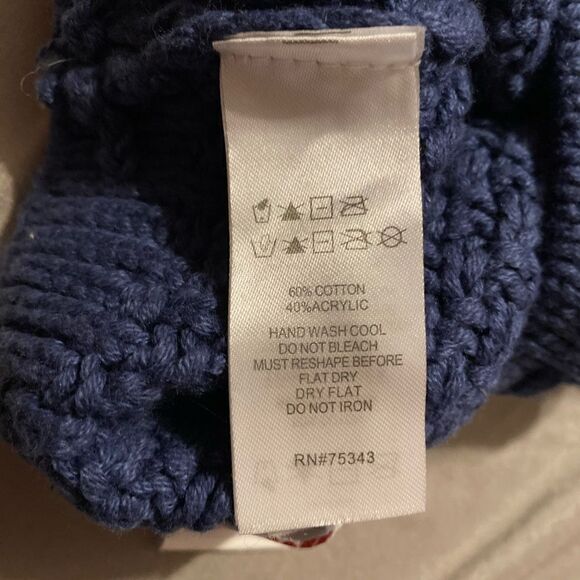 60% COTTON
40%ACRYLIC
HAND WASH COOL
DO NOT BLEACH
MUST RESHAPE BEFORE
FLAT DRY
DRY FLAT
DO NOT IRON
RN#75343